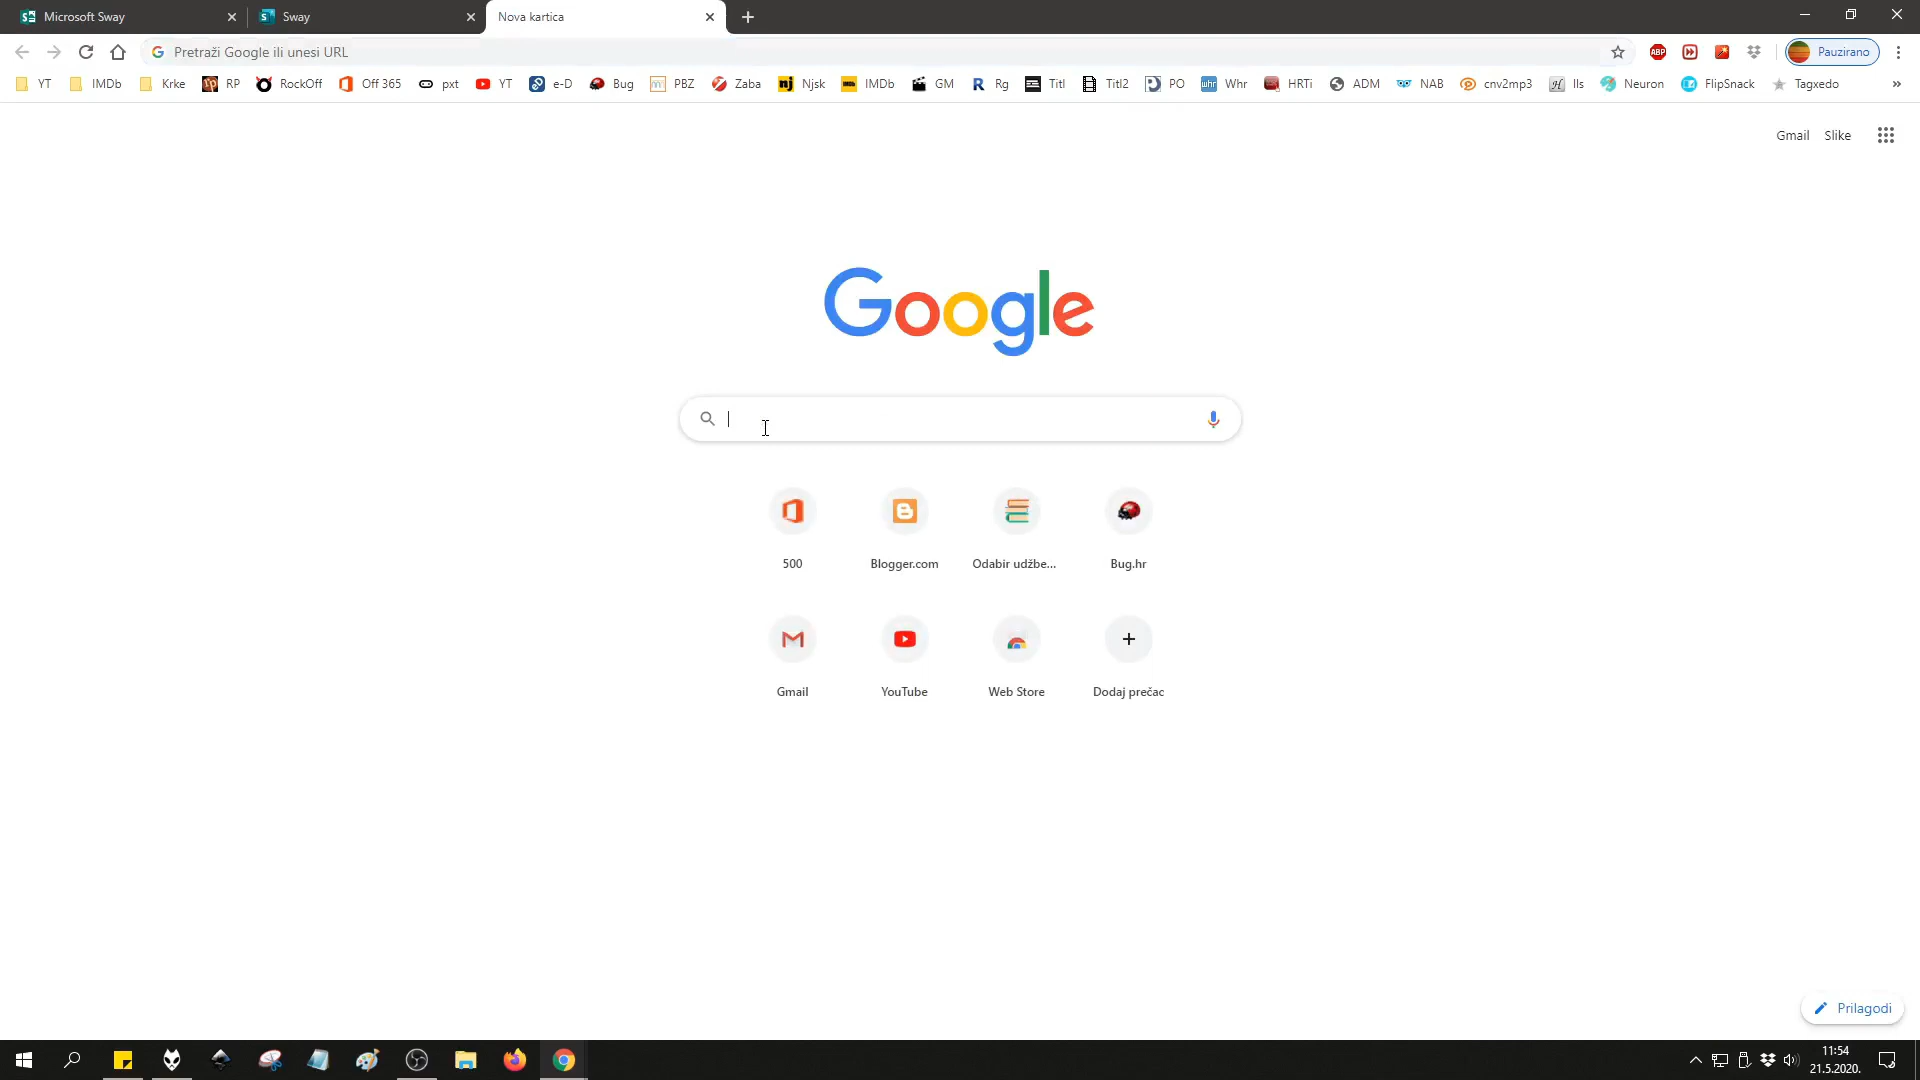 Microsoft Sway
Sway
Nova kartica
Pretraži Google ili unesi URL
ABP
Pauzirano
YT IMDb Krke RP RockOff Off 365 pxt YT e-D Bug PBZ Zaba Njsk IMDb GM Rg Titl Titl2 PO Whr HRTi ADM NAB cnv2mp3 Ils Neuron FlipSnack Tagxedo
Gmail Slike
Google
500 Blogger.com Odabir udžbe... Bug.hr
Gmail YouTube Web Store Dodaj prečac
Prilagodi
11:54
21.5.2020.